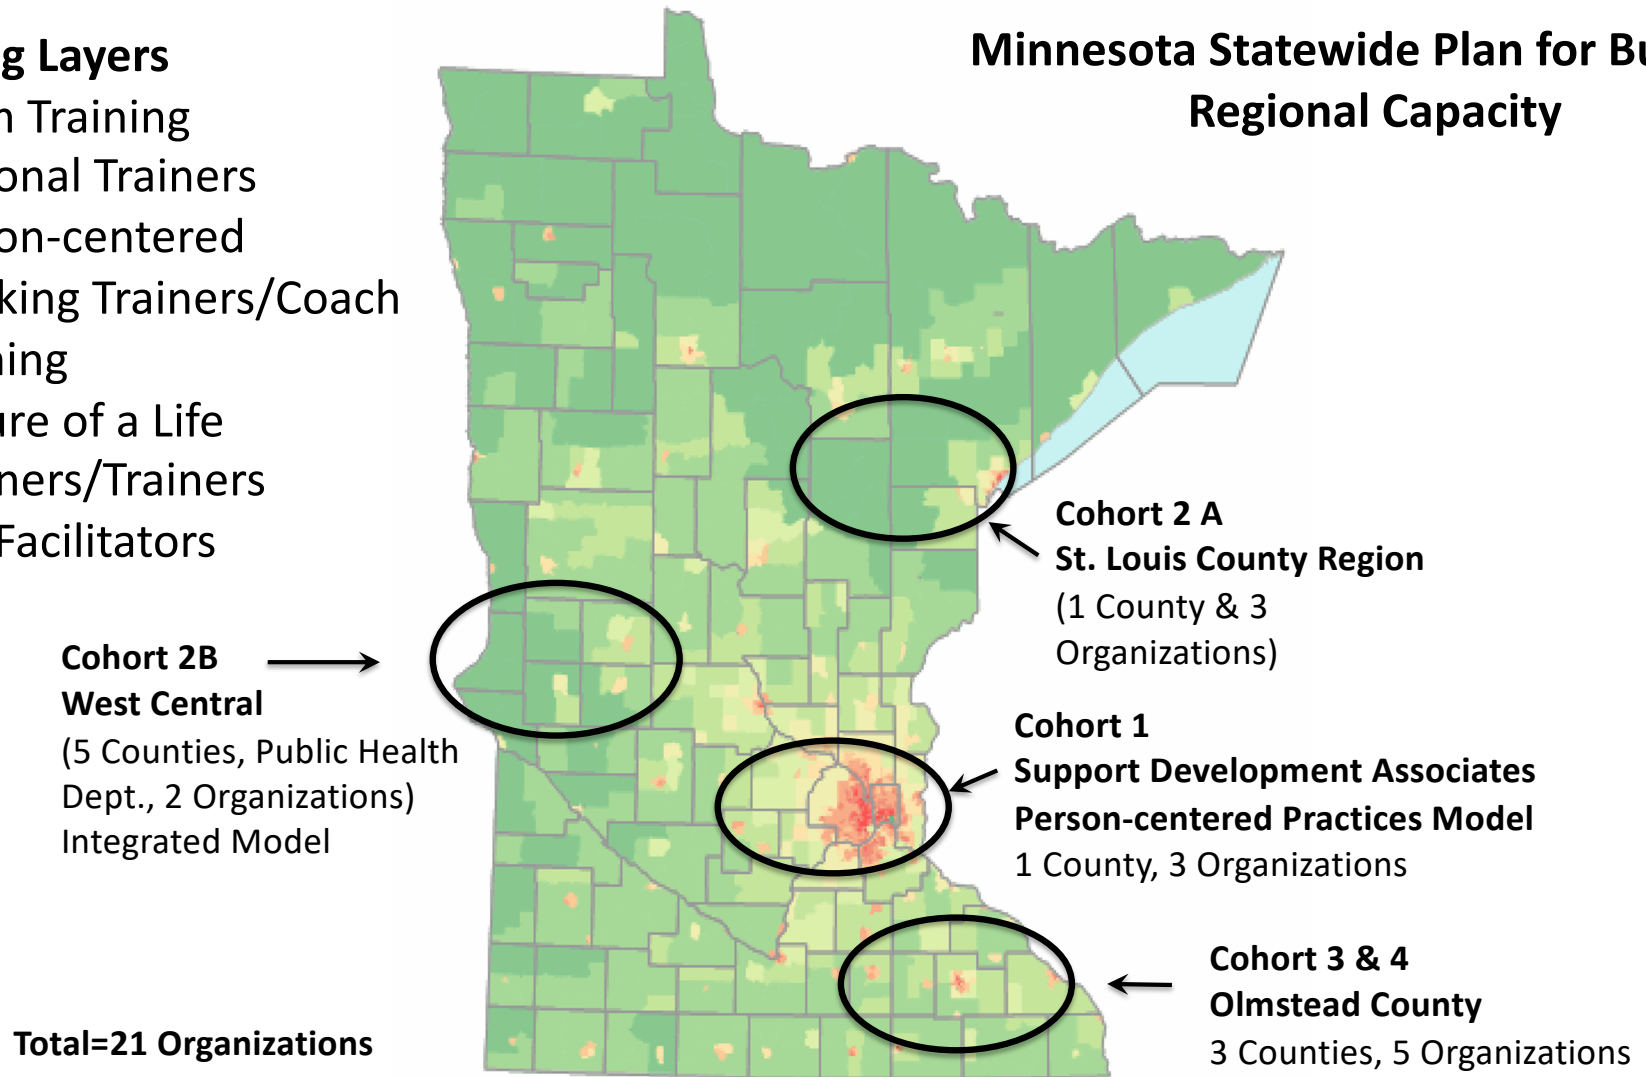 g Layers
n Training
onal Trainers
on-centered
king Trainers/Coach
ning
ure of a Life
ners/Trainers
Facilitators
Minnesota Statewide Plan for Bu
Regional Capacity
Cohort 2 A
St. Louis County Region
(1 County & 3
Organizations)
Cohort 2B
West Central
(5 Counties, Public Health
Dept., 2 Organizations)
Integrated Model
Cohort 1
Support Development Associates
Person-centered Practices Model
1 County, 3 Organizations
Cohort 3 & 4
Olmstead County
3 Counties, 5 Organizations
Total=21 Organizations